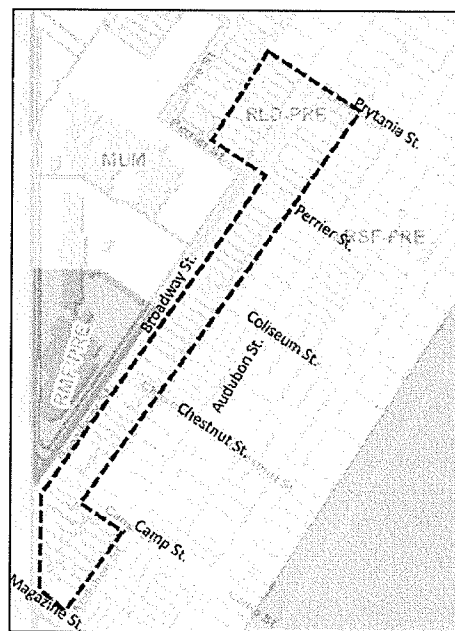 Prytania St.
RLD-PRE
MUM
Perrier St.
RSF-PRE
Broadway St.
Coliseum St.
RMF-PRE
Audubon St.
Chestnut St.
Camp St.
Magazine St.